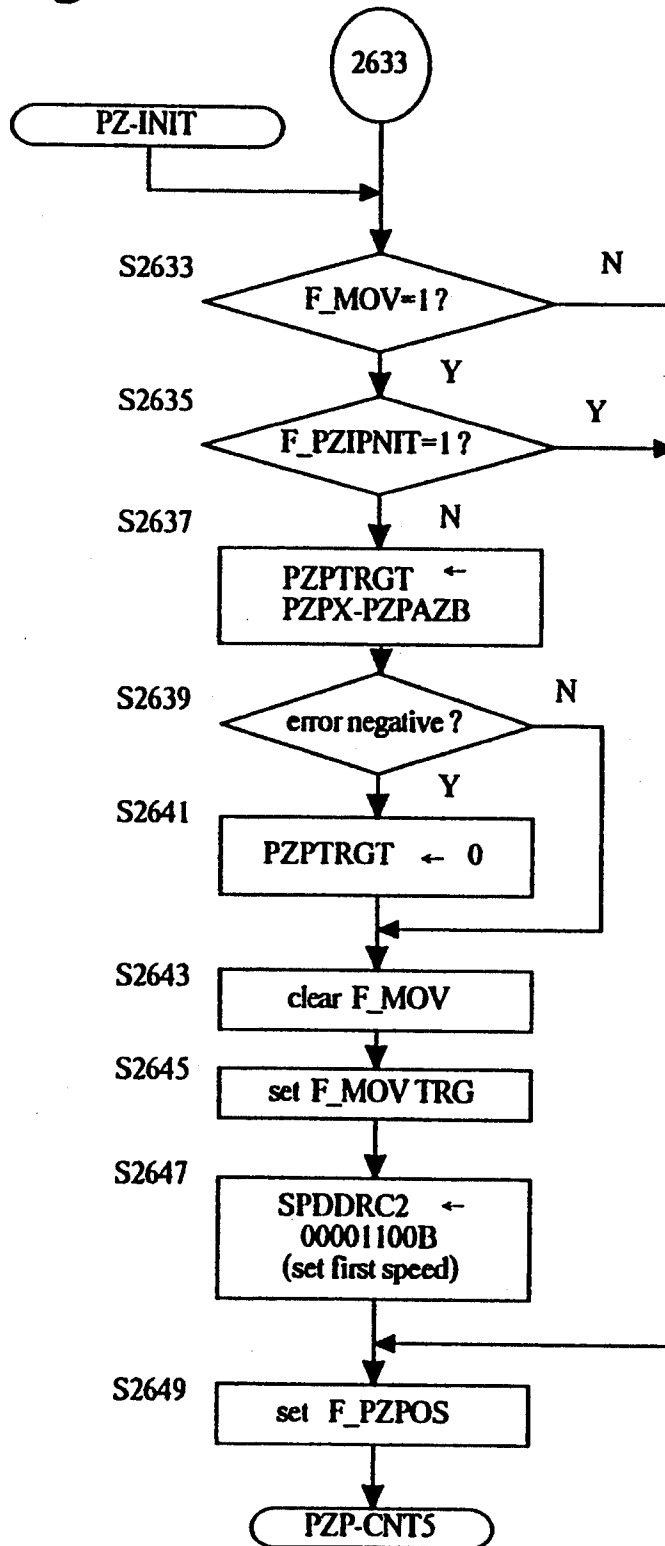 2633
PZ-INIT
S2633
F_MOV=1?
N
Y
S2635
F_PZIPNIT=1?
Y
N
S2637
PZPTRGT ←
PZPX-PZPAZB
S2639
error negative?
N
Y
S2641
PZPTRGT ← 0
S2643
clear F_MOV
S2645
set F_MOV TRG
S2647
SPDDRC2 ←
00001100B
(set first speed)
S2649
set F_PZPOS
PZP-CNT5